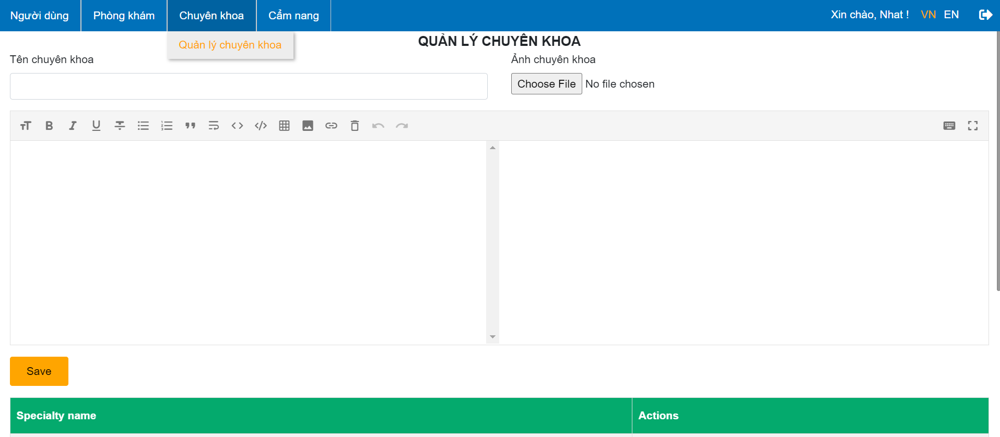 Người dùng Phòng khám Chuyên khoa Cẩm nang Xin chào, Nhat ! VN EN
Quản lý chuyên khoa
QUẢN LÝ CHUYÊN KHOA
Tên chuyên khoa
Ảnh chuyên khoa
Choose File No file chosen
Save
Specialty name Actions